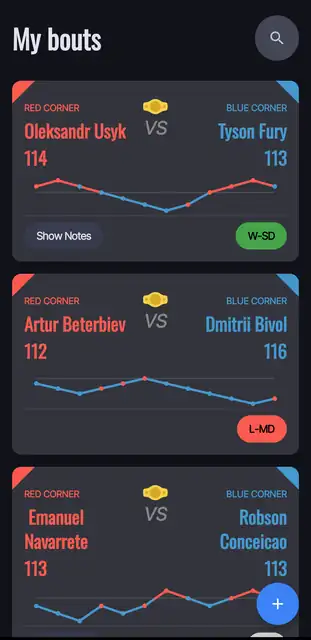 My bouts
RED CORNER
BLUE CORNER
Oleksandr Usyk
VS
Tyson Fury
114
113
Show Notes
W-SD
RED CORNER
BLUE CORNER
Artur Beterbiev
VS
Dmitrii Bivol
112
116
L-MD
RED CORNER
BLUE CORNER
VS
Emanuel
Robson
Navarrete
Conceicao
113
113
+